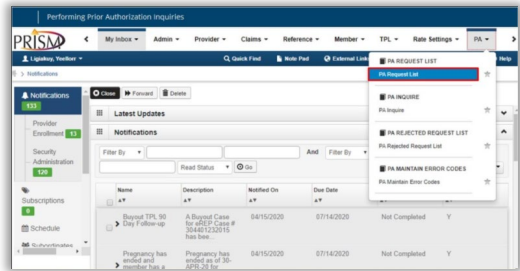 Performing Prior Authorization Inquiries
PRISM
My Inbox Admin Provider Claims Reference Member TPL Rate Settings PA
Ligiskoy, Yeelkorr Quick Find Note Pad External Link Help
> Notifications
Notifications
133
Provider
Enrollment 13
Security
Administration
120
Subscriptions
0
Schedule
Subordinates
Close Forward Delete
Latest Updates
Notifications
Filter By And Filter By
Read Status Go
Name Description Notified On Due Date
Buyout TPL 90 A Buyout Case 04/15/2020 07/14/2020 Not Completed Y
Day Follow-up for eREP Case #
304401232015
has bee...
Pregnancy has Pregnancy has 04/15/2020 07/14/2020 Not Completed Y
ended and ended as of 30-
member has a APR-20 for
PA REQUEST LIST
PA Request List
PA INQUIRE
PA Inquire
PA REJECTED REQUEST LIST
PA Rejected Request List
PA MAINTAIN ERROR CODES
PA Maintain Error Codes